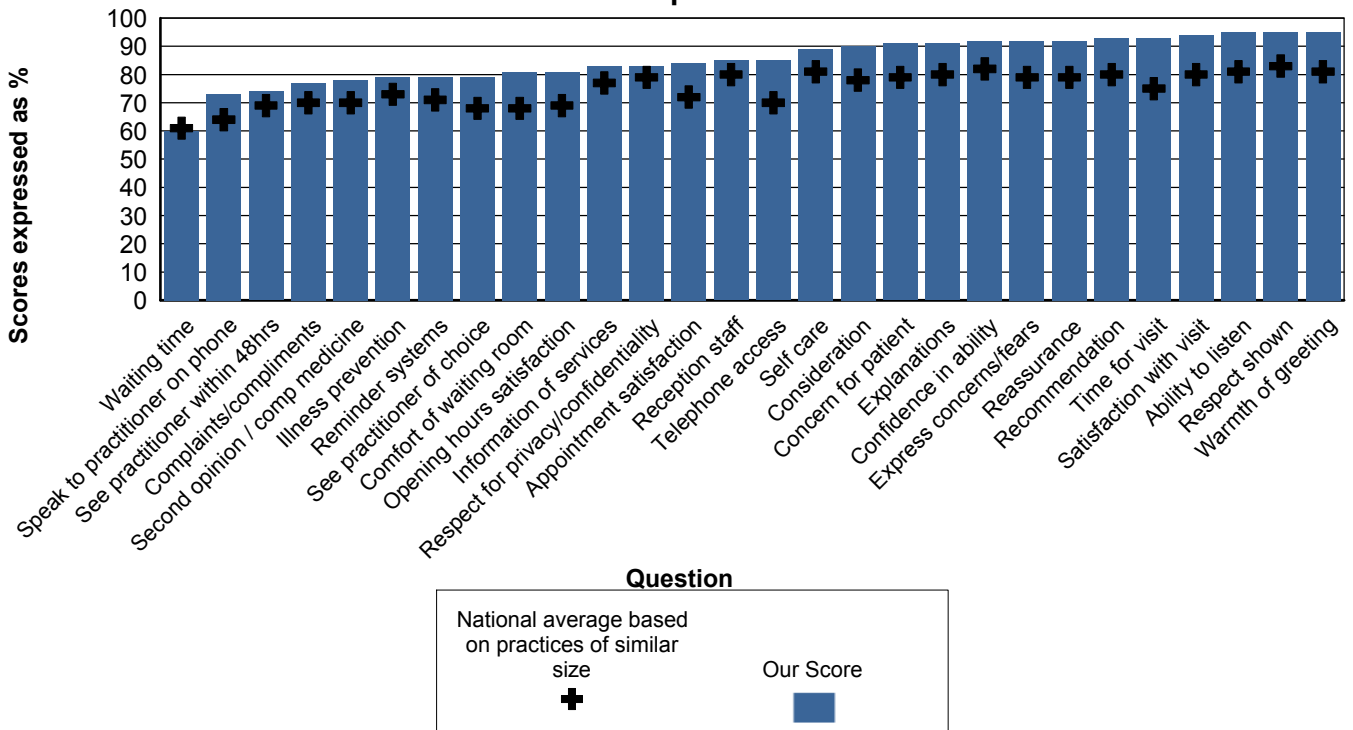 Scores expressed as %
100
90
80
70
60
50
40
30
20
10
0
Waiting time
Speak to practitioner on phone
See practitioner within 48hrs
Complaints/compliments
Second opinion / comp medicine
Illness prevention
Reminder systems
See practitioner of choice
Comfort of waiting room
Opening hours satisfaction
Information of services
Respect for privacy/confidentiality
Appointment satisfaction
Reception staff
Telephone access
Self care
Consideration
Concern for patient
Explanations
Confidence in ability
Express concerns/fears
Reassurance
Recommendation
Time for visit
Satisfaction with visit
Ability to listen
Respect shown
Warmth of greeting
Question
National average based
on practices of similar
size
Our Score